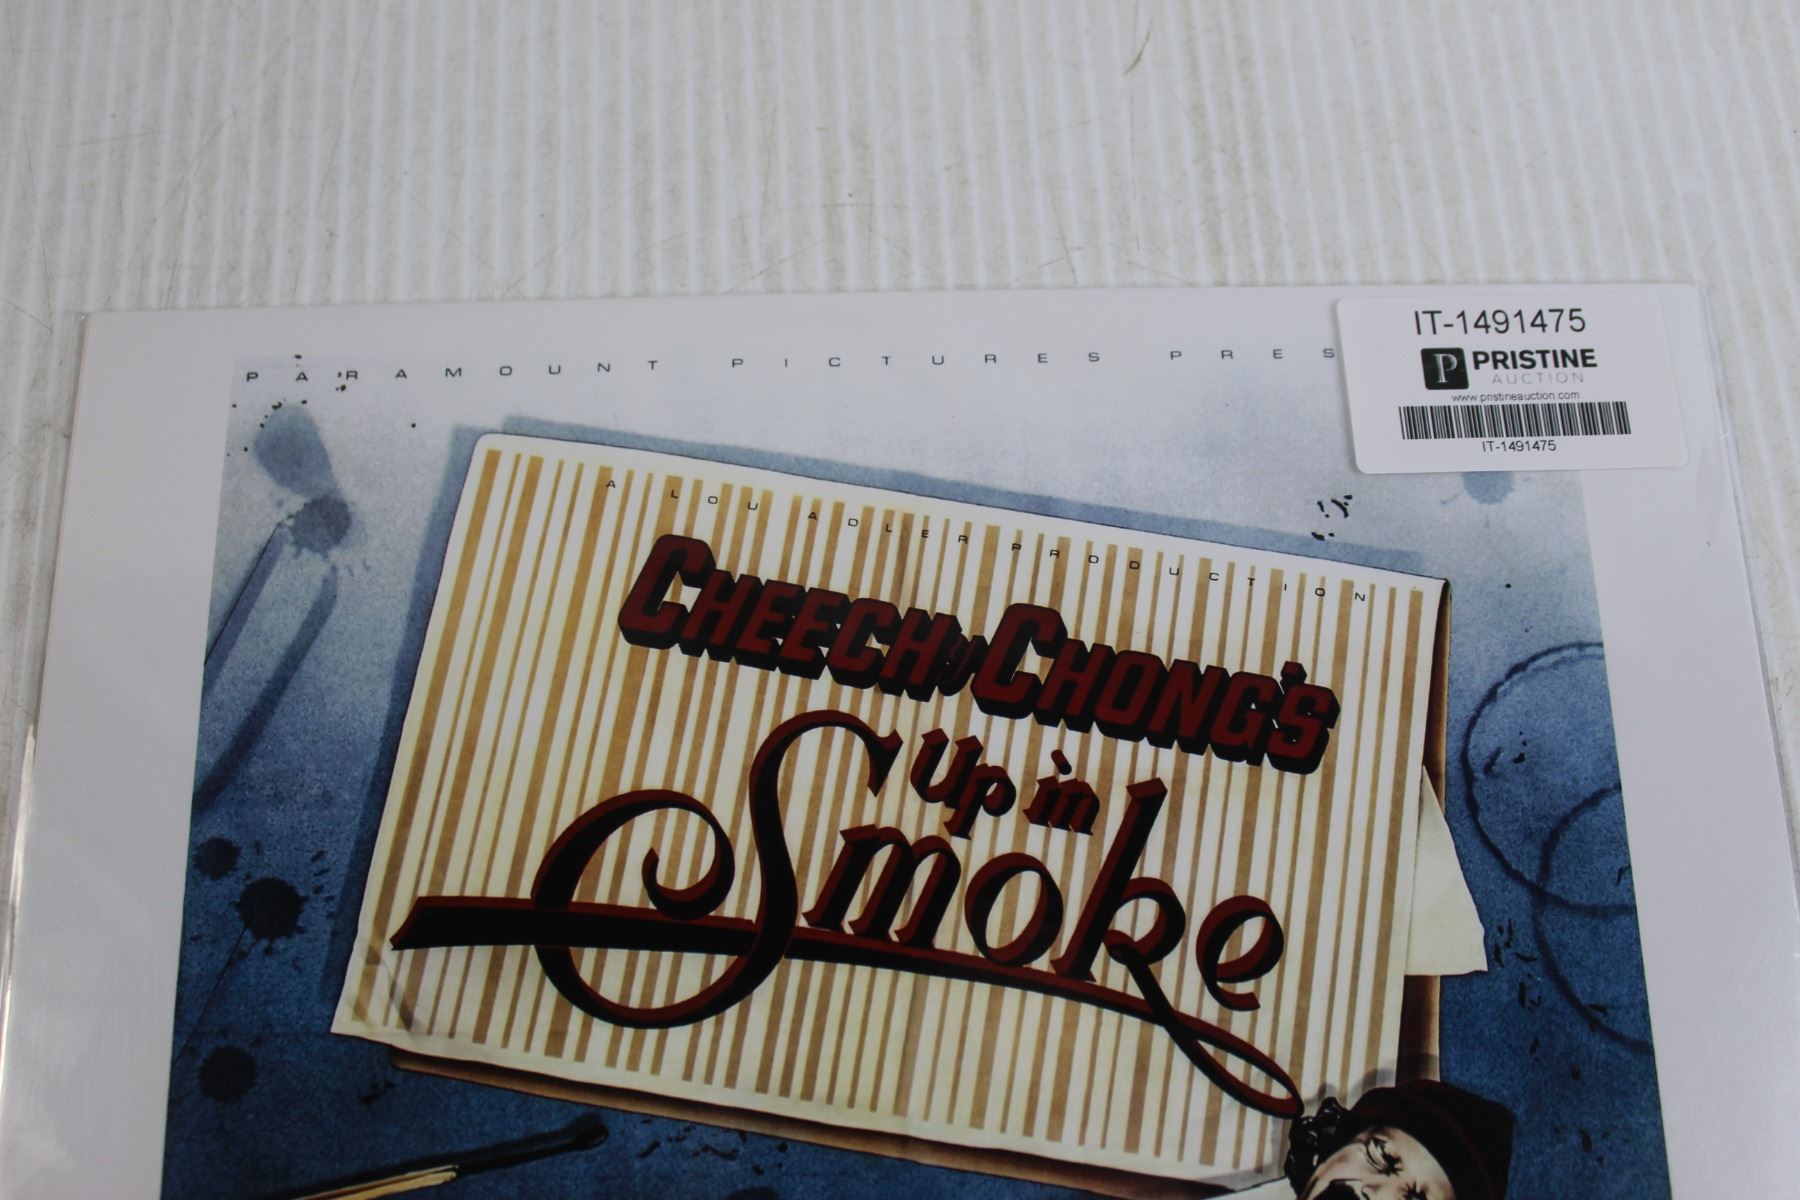 IT-1491475
P PRISTINE
AUCTION
www.pristineauction.com
IT-1491475
PARAMOUNT PICTURES PRES
A LOU ADLER PRODUCTION
CHEECH y CHONG'S
Up in
Smoke